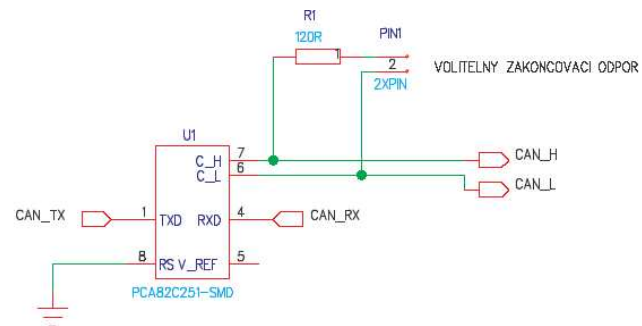 R1
120R
1
PIN1
2
2XPIN
VOLITELNY ZAKONCOVACI ODPOR
U1
C_H 7
C_L 6
CAN_H
CAN_L
CAN_TX 1 TXD RXD 4 CAN_RX
8 RS V_REF 5
PCA82C251-SMD